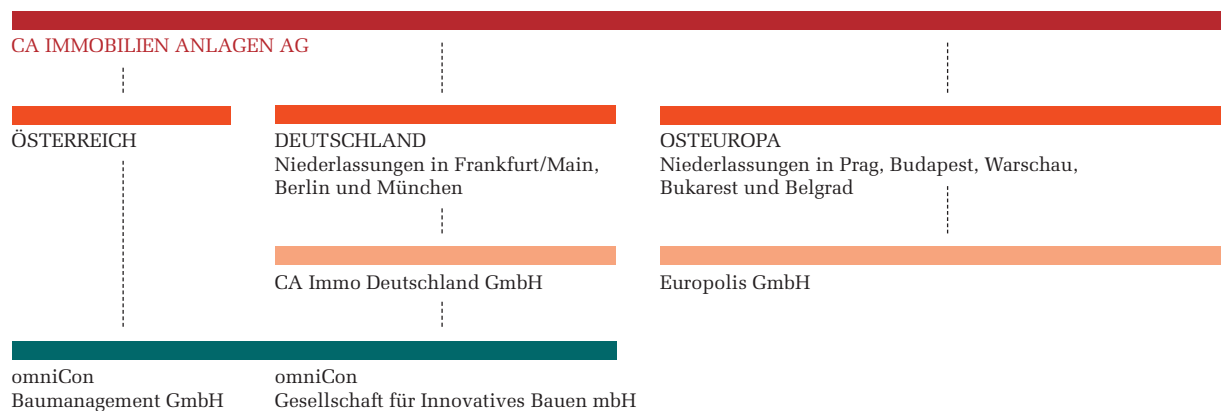 CA IMMOBILIEN ANLAGEN AG
ÖSTERREICH
DEUTSCHLAND
Niederlassungen in Frankfurt/Main,
Berlin und München
OSTEUROPA
Niederlassungen in Prag, Budapest, Warschau,
Bukarest und Belgrad
CA Immo Deutschland GmbH
Europolis GmbH
omniCon
Baumanagement GmbH
omniCon
Gesellschaft für Innovatives Bauen mbH